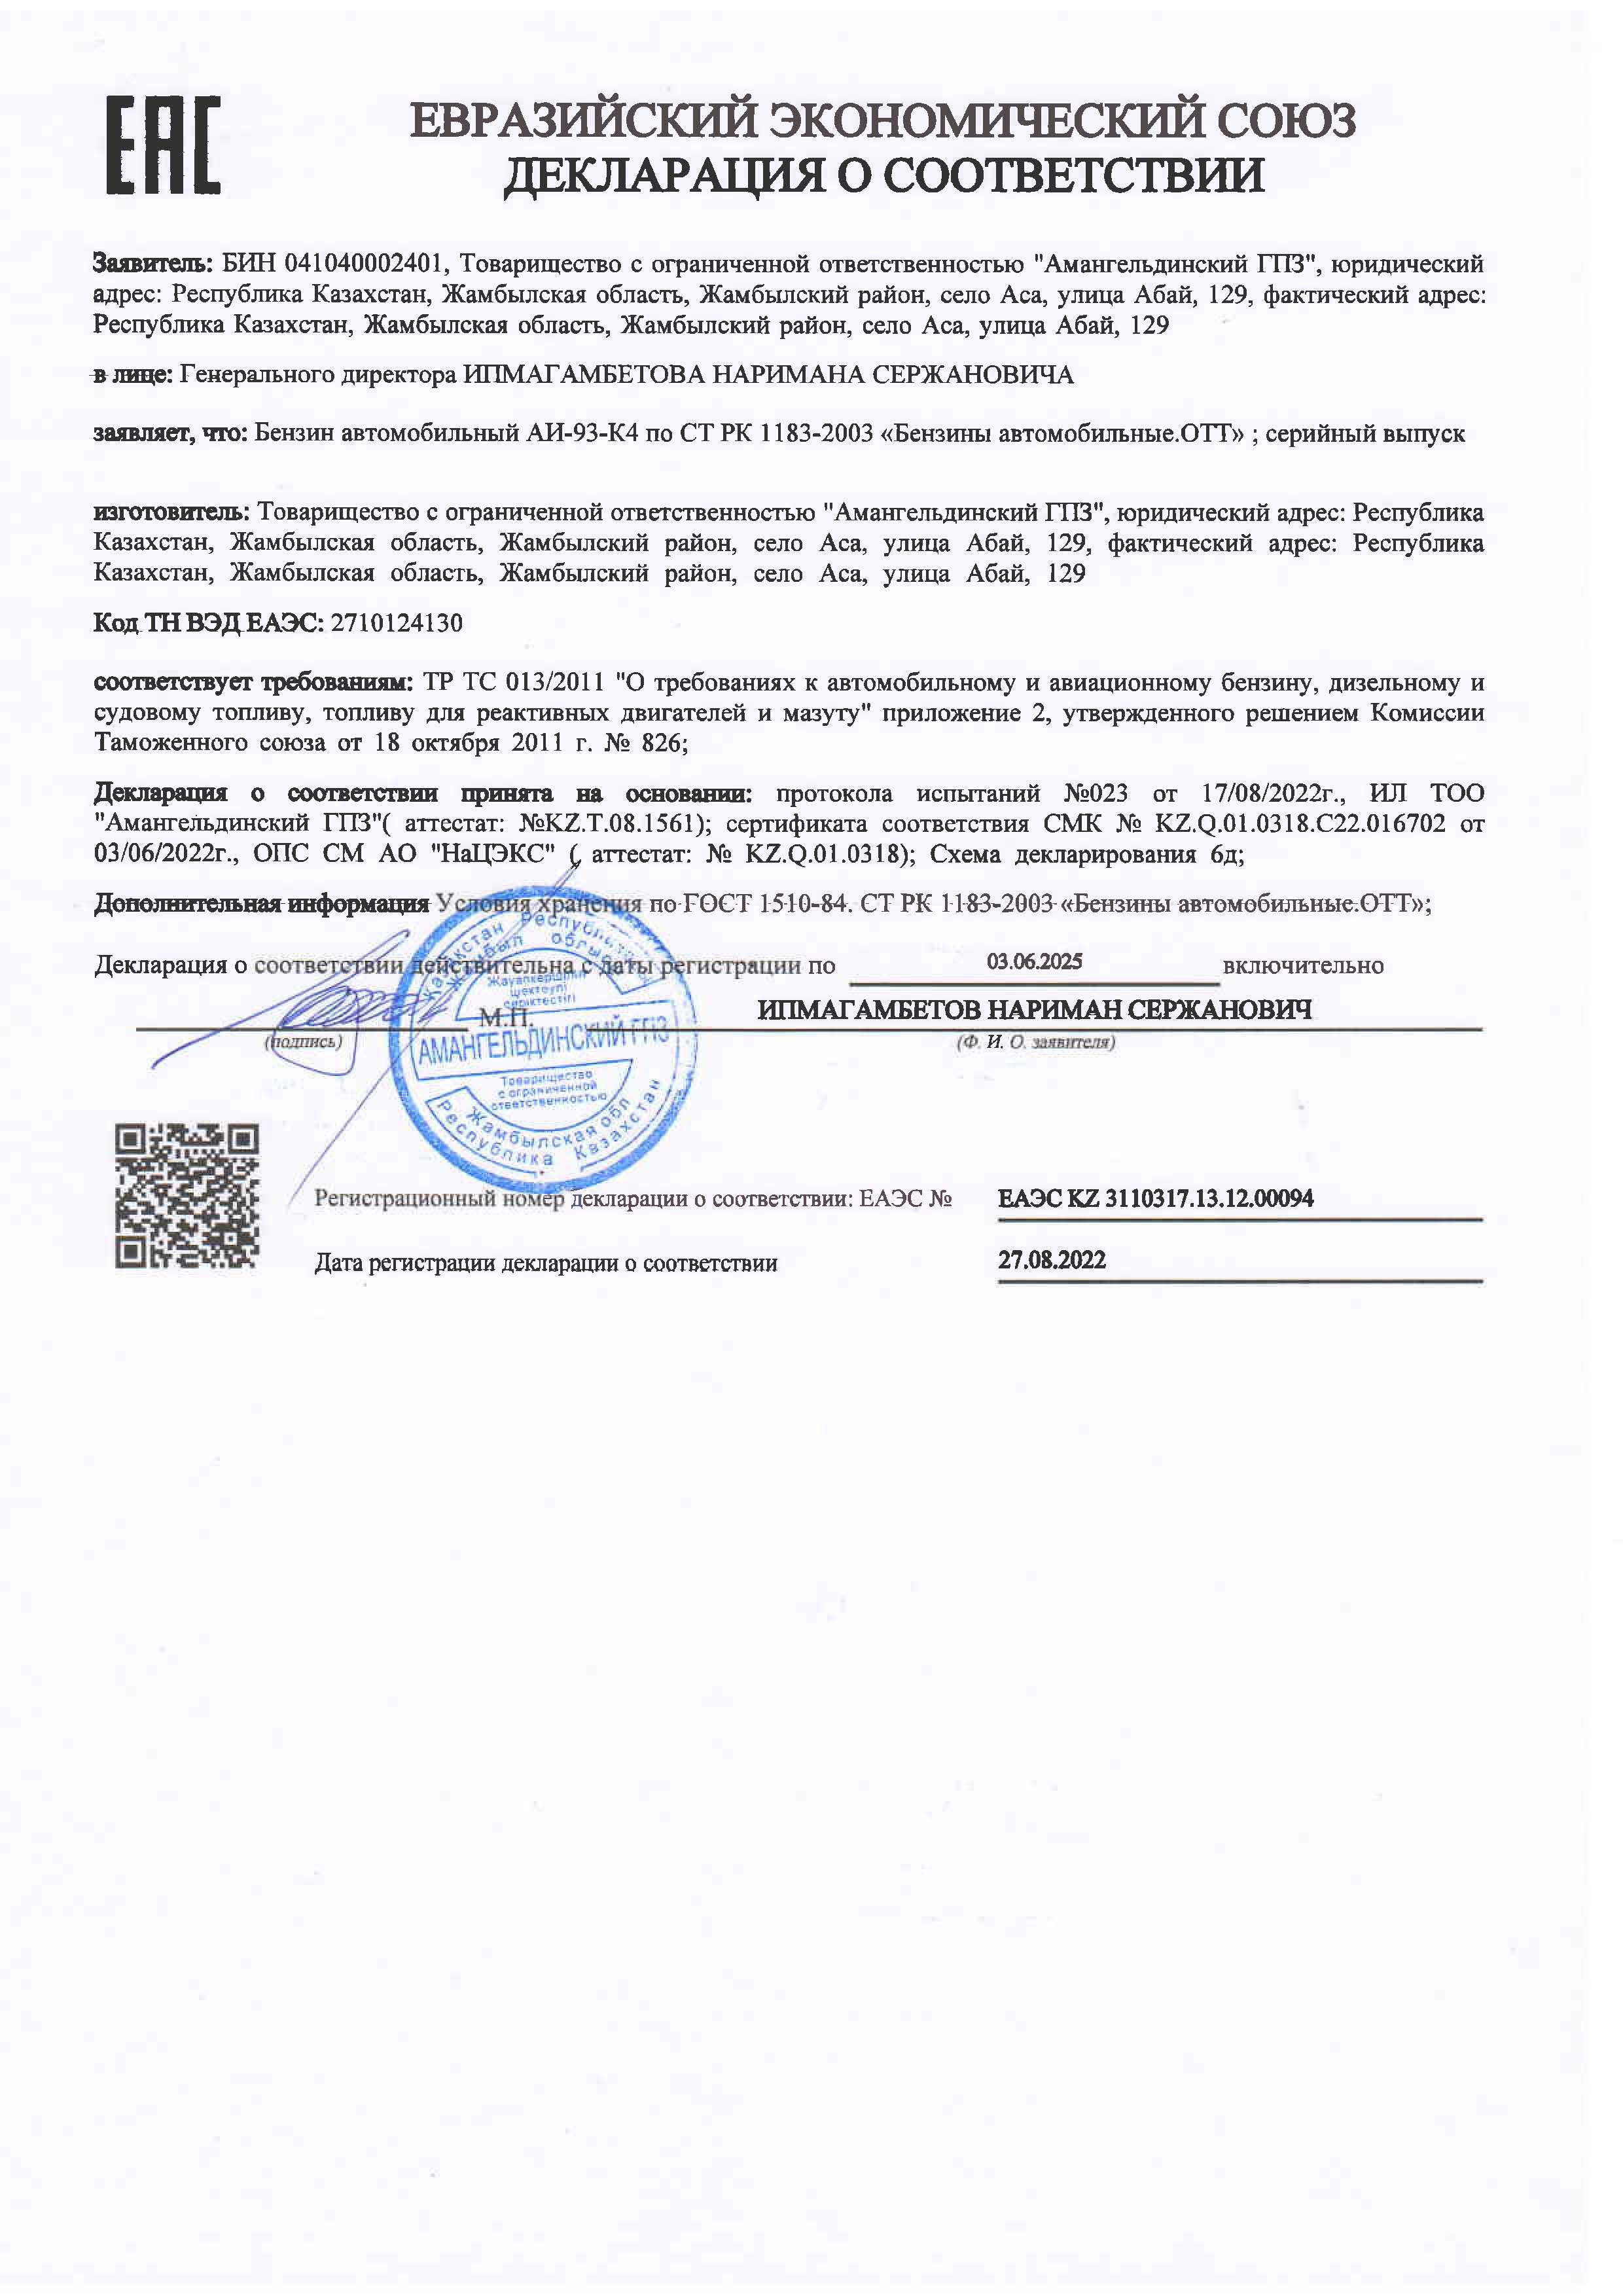 ЕАС
ЕВРАЗИЙСКИЙ ЭКОНОМИЧЕСКИЙ СОЮЗ
ДЕКЛАРАЦИЯ О СООТВЕТСТВИИ
Заявитель: БИН 041040002401, Товарищество с ограниченной ответственностью "Амангельдинский ГПЗ", юридический
адрес: Республика Казахстан, Жамбылская область, Жамбылский район, село Аса, улица Абай, 129, фактический адрес:
Республика Казахстан, Жамбылская область, Жамбылский район, село Аса, улица Абай, 129
в лице: Генерального директора ИПМАГАМБЕТОВА НАРИМАНА СЕРЖАНОВИЧА
заявляет, что: Бензин автомобильный АИ-93-К4 по СТ РК 1183-2003 «Бензины автомобильные.ОТТ» ; серийный выпуск
изготовитель: Товарищество с ограниченной ответственностью "Амангельдинский ГПЗ", юридический адрес: Республика
Казахстан, Жамбылская область, Жамбылский район, село Аса, улица Абай, 129, фактический адрес: Республика
Казахстан, Жамбылская область, Жамбылский район, село Аса, улица Абай, 129
Код ТН ВЭД ЕАЭС: 2710124130
соответствует требованиям: ТР ТС 013/2011 "О требованиях к автомобильному и авиационному бензину, дизельному и
судовому топливу, топливу для реактивных двигателей и мазуту" приложение 2, утвержденного решением Комиссии
Таможенного союза от 18 октября 2011 г. № 826;
Декларация о соответствии принята на основании: протокола испытаний №023 от 17/08/2022г., ИЛ ТОО
"Амангельдинский ГПЗ"( аттестат: №KZ.T.08.1561); сертификата соответствия СМК № KZ.Q.01.0318.C22.016702 от
03/06/2022г., ОПС СМ АО "НаЦЭКС" ( аттестат: № KZ.Q.01.0318); Схема декларирования 6д;
Дополнительная информация Условия хранения по ГОСТ 1510-84. СТ РК 1183-2003 «Бензины автомобильные.ОТТ»;
Декларация о соответствии действительна с даты регистрации по 03.06.2025 включительно
М.П. ИПМАГАМБЕТОВ НАРИМАН СЕРЖАНОВИЧ
(подпись) (Ф. И. О. заявителя)
Қазақстан Республикасы
Жамбыл облысы
Жауапкершілігі
шектеулі
серіктестігі
АМАНГЕЛЬДИНСКИЙ ГПЗ
Товарищество
с ограниченной
ответственностью
Жамбылская обл
Республика Казахстан
Регистрационный номер декларации о соответствии: ЕАЭС № ЕАЭС KZ 3110317.13.12.00094
Дата регистрации декларации о соответствии 27.08.2022